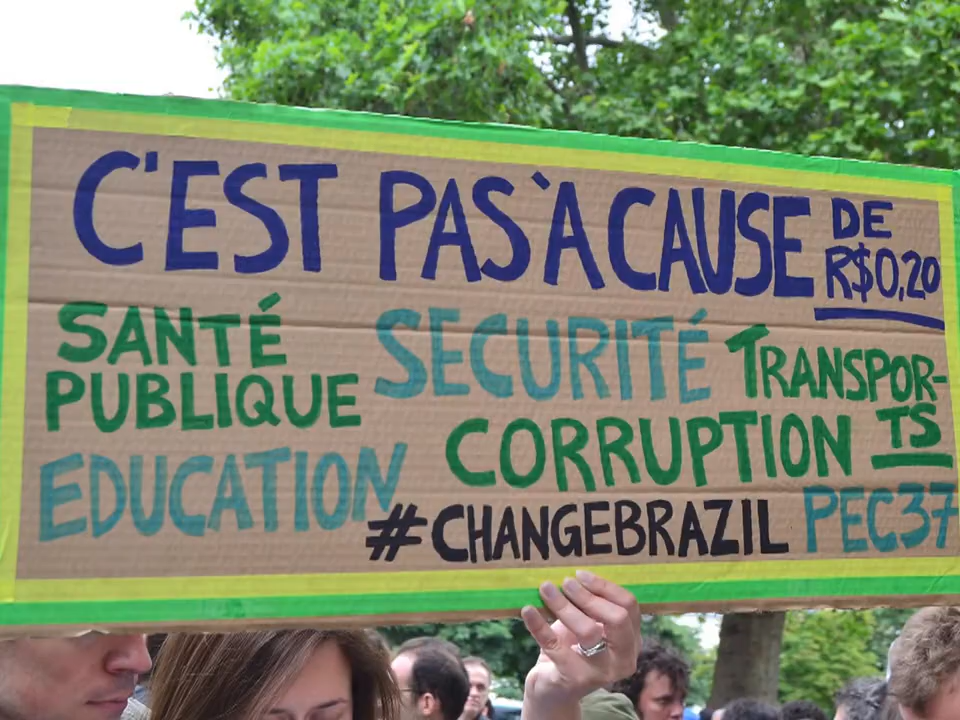 C'EST PAS À CAUSE DE R$0,20
SANTÉ PUBLIQUE
SECURITÉ
TRANSPOR-TS
EDUCATION
CORRUPTION
#CHANGEBRAZIL
PEC37